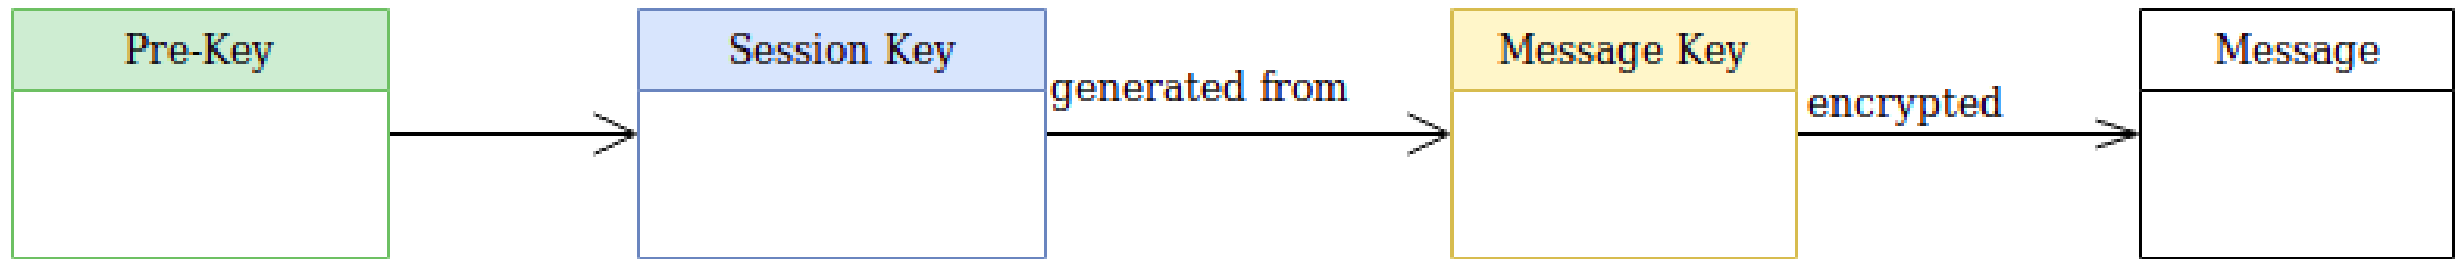 Pre-Key
Session Key
generated from
Message Key
encrypted
Message